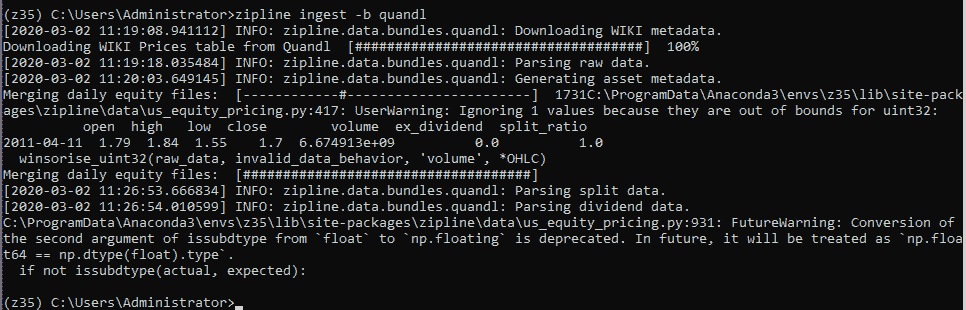 (z35) C:\Users\Administrator>zipline ingest -b quandl
[2020-03-02 11:19:08.941112] INFO: zipline.data.bundles.quandl: Downloading WIKI metadata.
Downloading WIKI Prices table from Quandl  [####################################]  100%
[2020-03-02 11:19:18.035484] INFO: zipline.data.bundles.quandl: Parsing raw data.
[2020-03-02 11:20:03.649145] INFO: zipline.data.bundles.quandl: Generating asset metadata.
Merging daily equity files:  [------------#-----------------------]  1731C:\ProgramData\Anaconda3\envs\z35\lib\site-pack
ages\zipline\data\us_equity_pricing.py:417: UserWarning: Ignoring 1 values because they are out of bounds for uint32:
            open  high   low  close        volume  ex_dividend  split_ratio
2011-04-11  1.79  1.84  1.55    1.7  6.674913e+09          0.0          1.0
  winsorise_uint32(raw_data, invalid_data_behavior, 'volume', *OHLC)
Merging daily equity files:  [####################################]
[2020-03-02 11:26:53.666834] INFO: zipline.data.bundles.quandl: Parsing split data.
[2020-03-02 11:26:54.010599] INFO: zipline.data.bundles.quandl: Parsing dividend data.
C:\ProgramData\Anaconda3\envs\z35\lib\site-packages\zipline\data\us_equity_pricing.py:931: FutureWarning: Conversion of
the second argument of issubdtype from `float` to `np.floating` is deprecated. In future, it will be treated as `np.floa
t64 == np.dtype(float).type`.
  if not issubdtype(actual, expected):
(z35) C:\Users\Administrator>